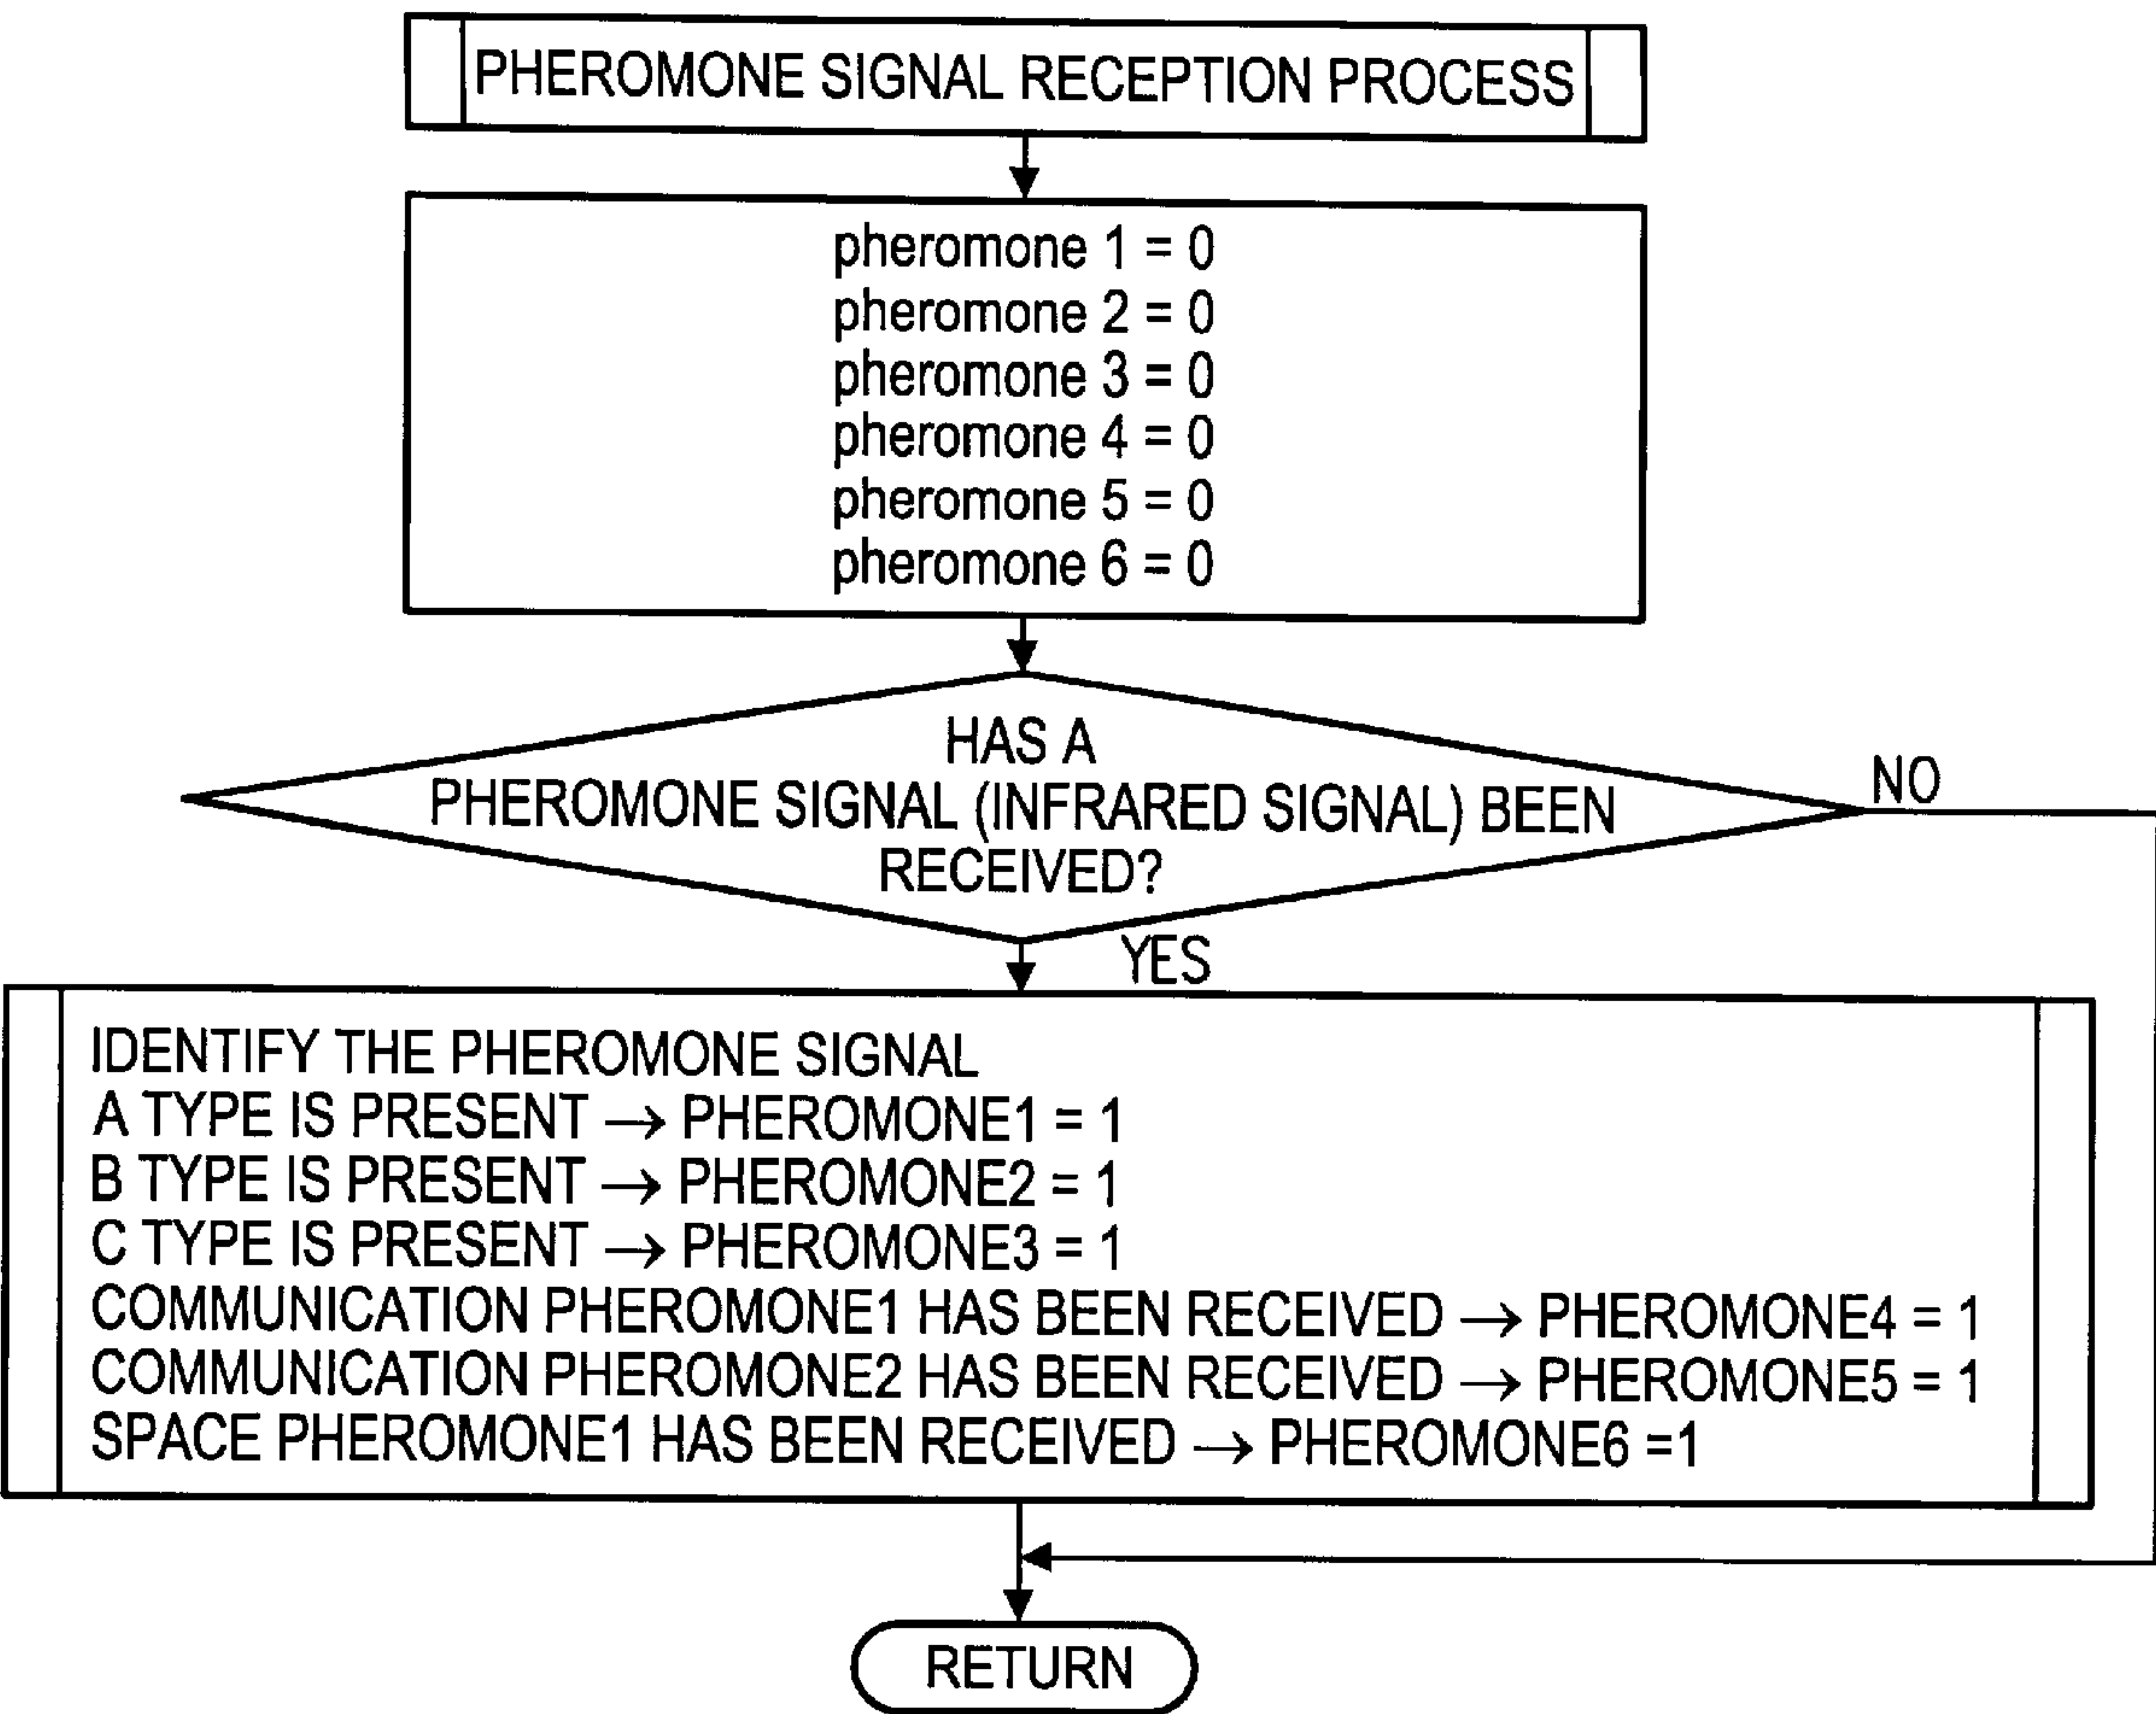 PHEROMONE SIGNAL RECEPTION PROCESS
pheromone 1 = 0
pheromone 2 = 0
pheromone 3 = 0
pheromone 4 = 0
pheromone 5 = 0
pheromone 6 = 0
HAS A
PHEROMONE SIGNAL (INFRARED SIGNAL) BEEN
RECEIVED?
NO
YES
IDENTIFY THE PHEROMONE SIGNAL
A TYPE IS PRESENT → PHEROMONE1 = 1
B TYPE IS PRESENT → PHEROMONE2 = 1
C TYPE IS PRESENT → PHEROMONE3 = 1
COMMUNICATION PHEROMONE1 HAS BEEN RECEIVED → PHEROMONE4 = 1
COMMUNICATION PHEROMONE2 HAS BEEN RECEIVED → PHEROMONE5 = 1
SPACE PHEROMONE1 HAS BEEN RECEIVED → PHEROMONE6 =1
RETURN